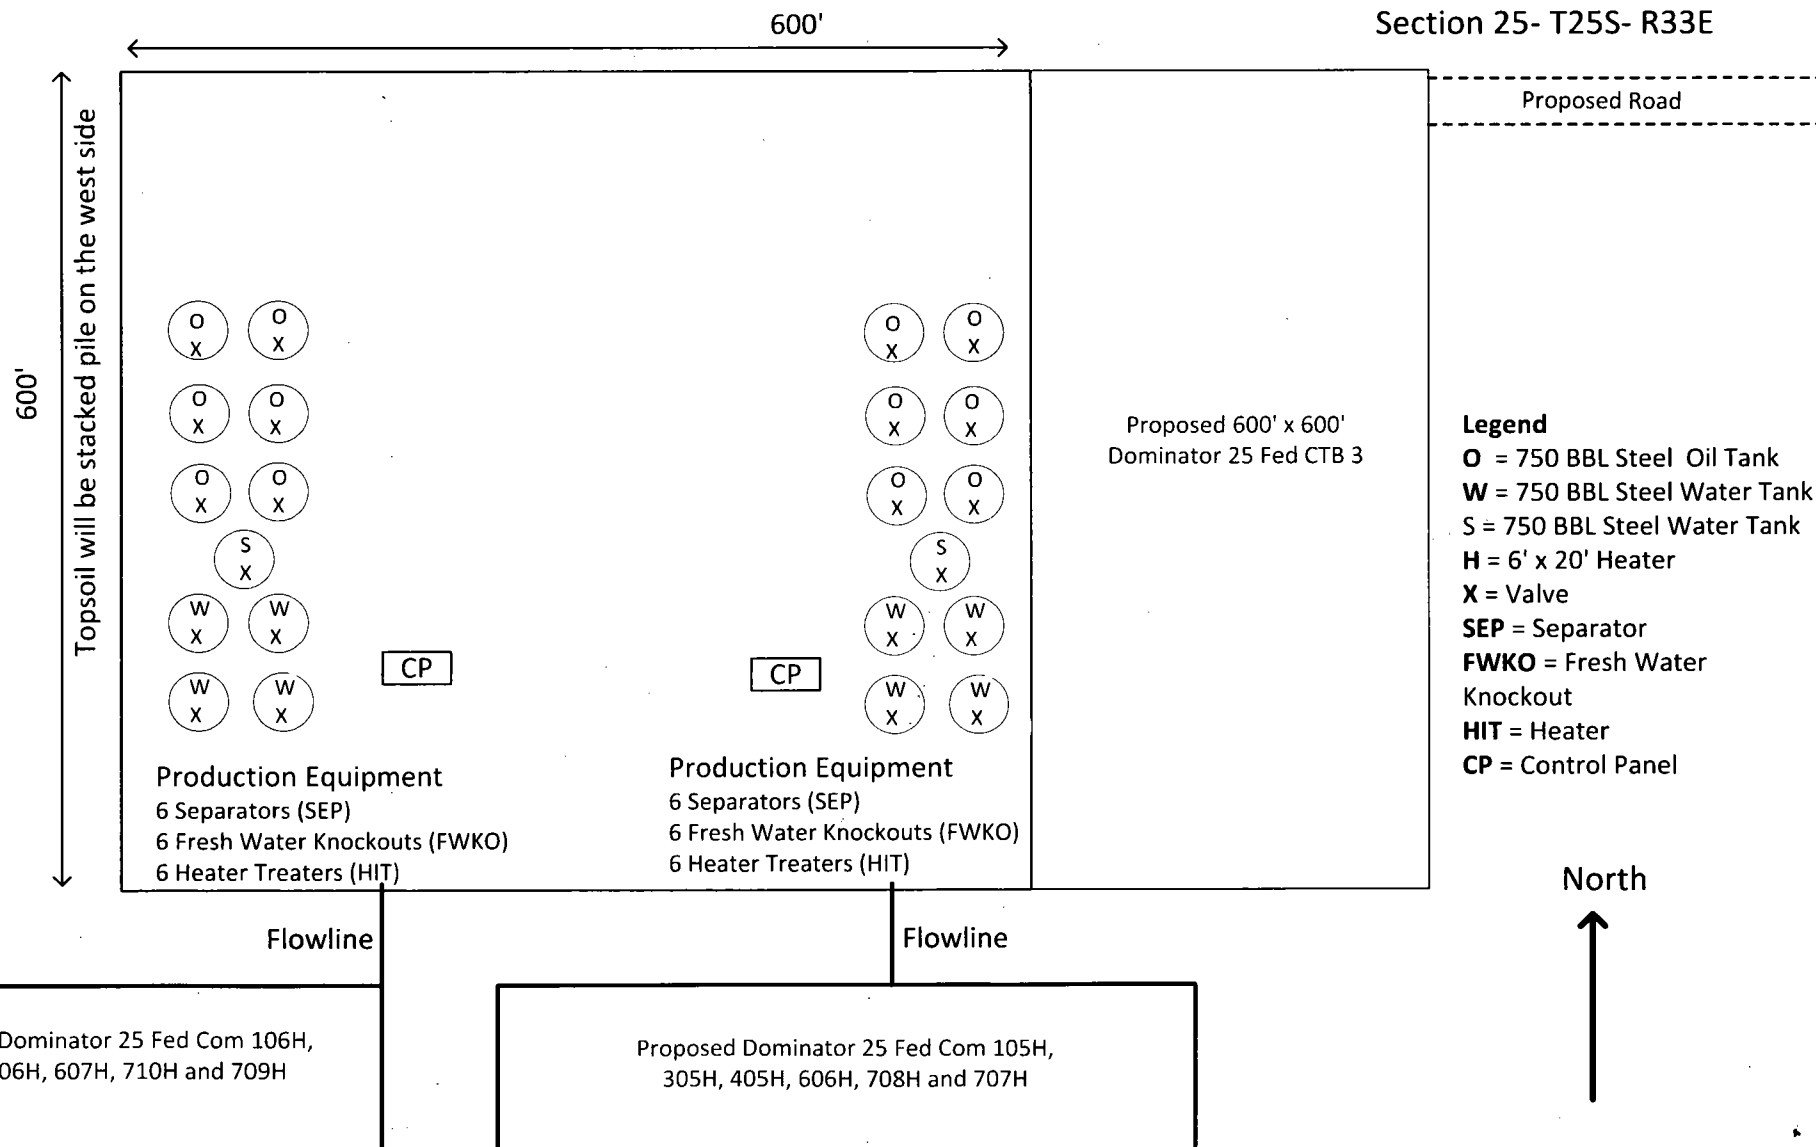 600'
Section 25- T25S- R33E
Proposed Road
600'
Topsoil will be stacked pile on the west side
O O
X X
O O
X X
O O
X X
S
X
W W
X X
W W
X X
CP
O O
X X
O O
X X
O O
X X
S
X
W W
X X
W W
X X
CP
Proposed 600' x 600'
Dominator 25 Fed CTB 3
Legend
O = 750 BBL Steel Oil Tank
W = 750 BBL Steel Water Tank
S = 750 BBL Steel Water Tank
H = 6' x 20' Heater
X = Valve
SEP = Separator
FWKO = Fresh Water
Knockout
HIT = Heater
CP = Control Panel
Production Equipment
6 Separators (SEP)
6 Fresh Water Knockouts (FWKO)
6 Heater Treaters (HIT)
Production Equipment
6 Separators (SEP)
6 Fresh Water Knockouts (FWKO)
6 Heater Treaters (HIT)
North
Flowline
Flowline
Dominator 25 Fed Com 106H,
06H, 607H, 710H and 709H
Proposed Dominator 25 Fed Com 105H,
305H, 405H, 606H, 708H and 707H